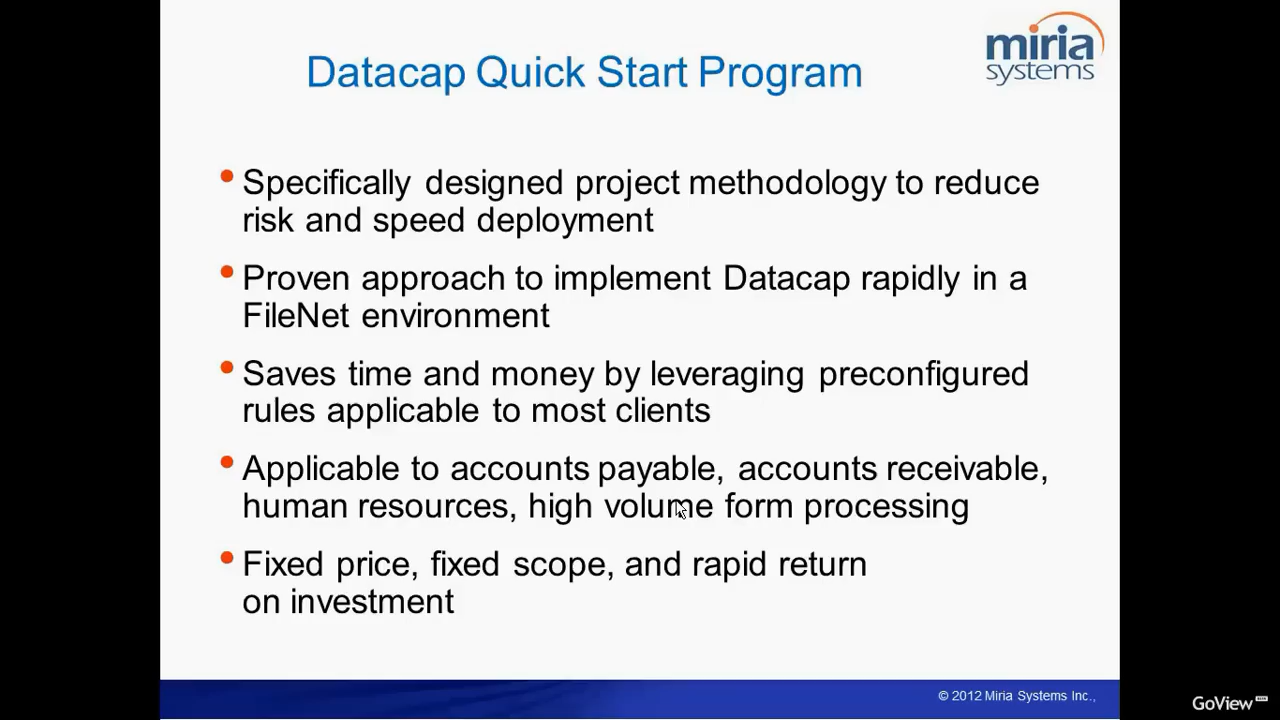 miria
systems
Datacap Quick Start Program
Specifically designed project methodology to reduce
risk and speed deployment
Proven approach to implement Datacap rapidly in a
FileNet environment
Saves time and money by leveraging preconfigured
rules applicable to most clients
Applicable to accounts payable, accounts receivable,
human resources, high volume form processing
Fixed price, fixed scope, and rapid return
on investment
© 2012 Miria Systems Inc.,
GoView